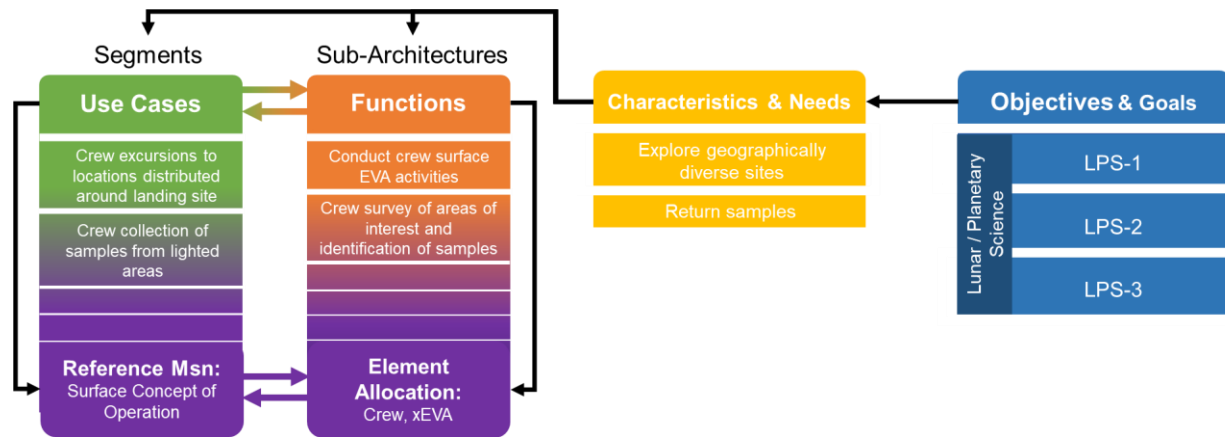 Segments
Use Cases
Crew excursions to
locations distributed
around landing site
Crew collection of
samples from lighted
areas
Reference Msn:
Surface Concept of
Operation
Sub-Architectures
Functions
Conduct crew surface
EVA activities
Crew survey of areas of
interest and
identification of samples
Element
Allocation:
Crew, xEVA
Characteristics & Needs
Explore geographically
diverse sites
Return samples
Objectives & Goals
Lunar / Planetary
Science
LPS-1
LPS-2
LPS-3